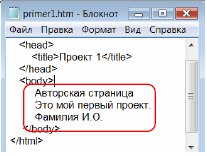 primer1.htm - Блокнот
Файл Правка Формат Вид Справка
<head>
<title>Проект 1</title>
</head>
<body>
Авторская страница
Это мой первый проект.
Фамилия И.О.
</body>
</html>